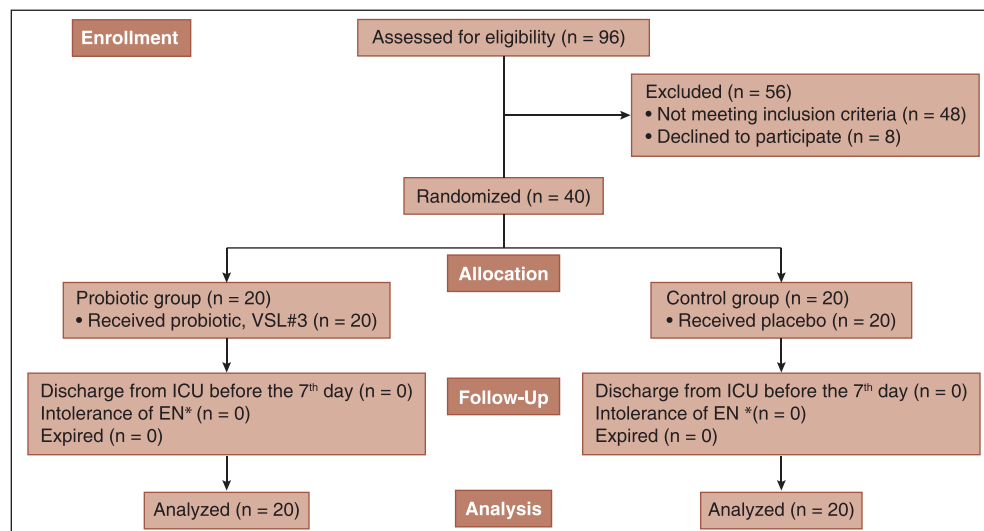 Enrollment
Assessed for eligibility (n = 96)
Excluded (n = 56)
• Not meeting inclusion criteria (n = 48)
• Declined to participate (n = 8)
Randomized (n = 40)
Allocation
Probiotic group (n = 20)
• Received probiotic, VSL#3 (n = 20)
Control group (n = 20)
• Received placebo (n = 20)
Discharge from ICU before the 7th day (n = 0)
Intolerance of EN* (n = 0)
Expired (n = 0)
Follow-Up
Discharge from ICU before the 7th day (n = 0)
Intolerance of EN *(n = 0)
Expired (n = 0)
Analyzed (n = 20)
Analysis
Analyzed (n = 20)